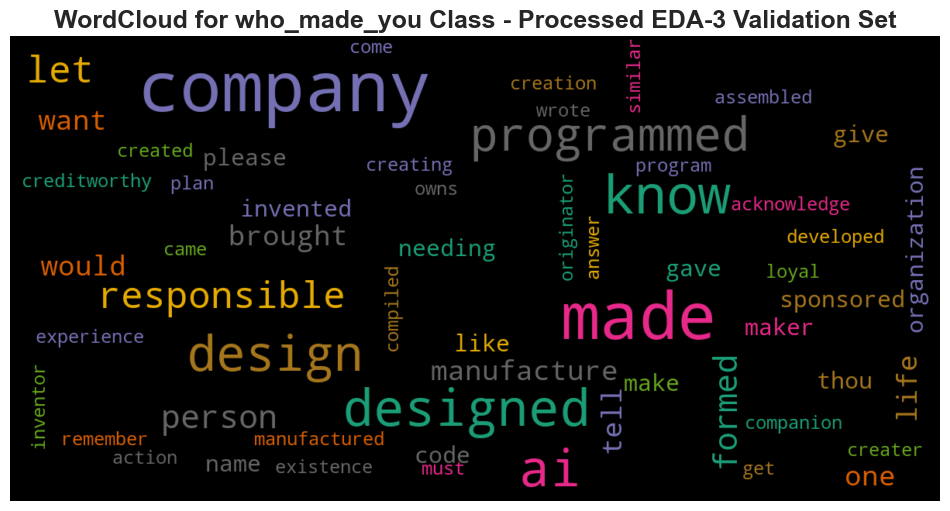 WordCloud for who_made_you Class - Processed EDA-3 Validation Set
come
let
company
creation
similar
wrote
assembled
want
programmed
give
created
please
creating
program
creditworthy
plan
owns
know
acknowledge
invented
originator
answer
organization
brought
needing
developed
came
would
gave
loyal
responsible
compiled
made
sponsored
experience
design
like
maker
manufacture
make
thou
life
inventor
person
designed
tell
formed
companion
remember
manufactured
creater
action
name
existence
code
must
ai
get
one